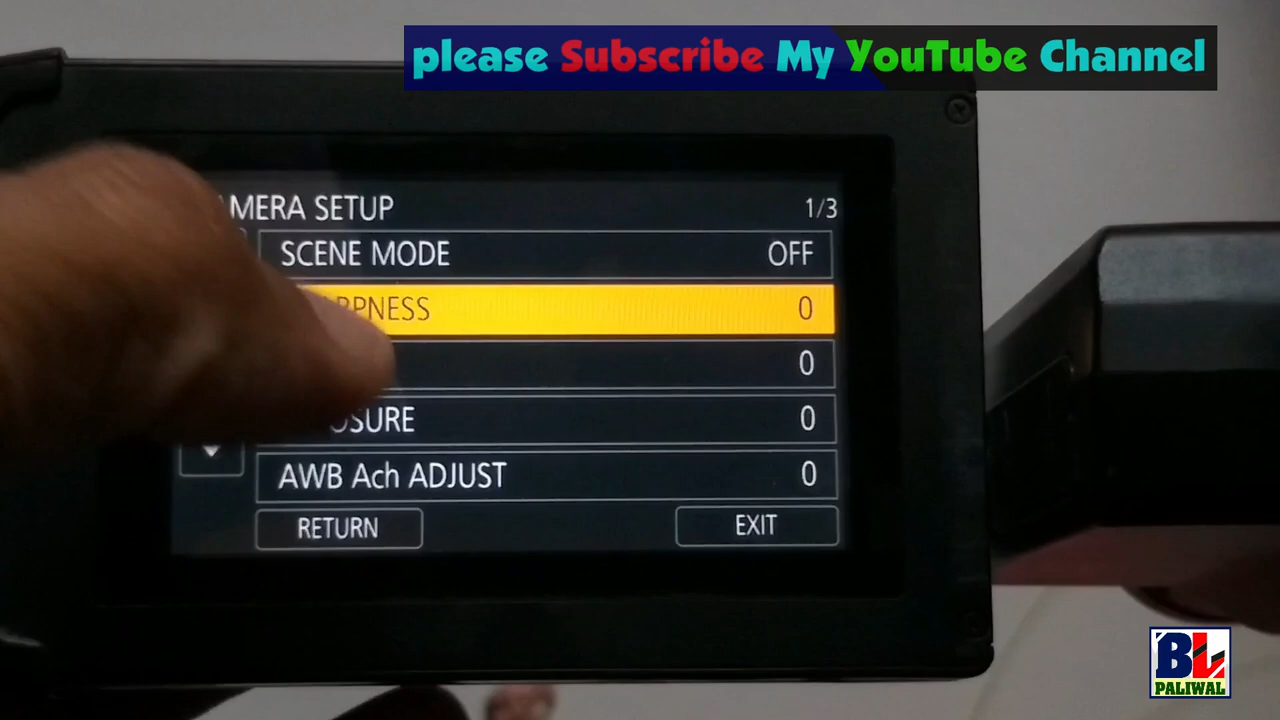 please Subscribe My YouTube Channel
MERA SETUP 1/3
SCENE MODE OFF
PNESS 0
0
OSURE 0
AWB Ach ADJUST 0
RETURN EXIT
BL
PALIWAL